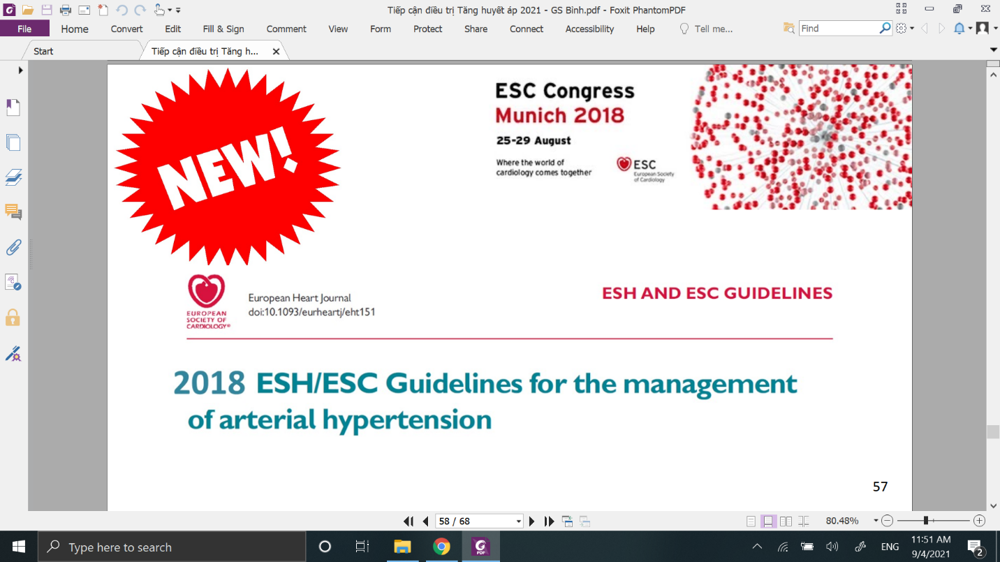 Tiếp cận điều trị Tăng huyết áp 2021 - GS Binh.pdf - Foxit PhantomPDF
File Home Convert Edit Fill & Sign Comment View Form Protect Share Connect Accessibility Help Tell me... Find
Start Tiếp cận điều trị Tăng h...
NEW!
ESC Congress
Munich 2018
25-29 August
Where the world of
cardiology comes together
ESC
European Society
of Cardiology
EUROPEAN
SOCIETY OF
CARDIOLOGY®
European Heart Journal
doi:10.1093/eurheartj/eht151
ESH AND ESC GUIDELINES
2018 ESH/ESC Guidelines for the management
of arterial hypertension
57
58 / 68 80.48%
Type here to search
PDF
ENG
11:51 AM
9/4/2021
2